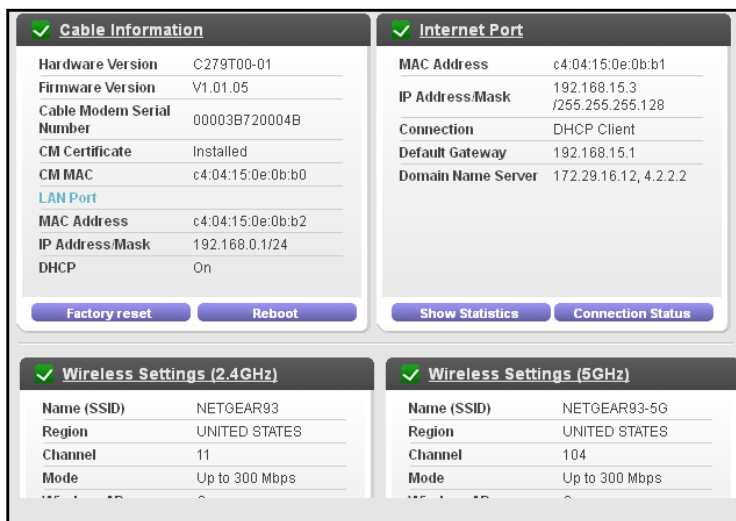 Cable Information
Hardware Version C279T00-01
Firmware Version V1.01.05
Cable Modem Serial
Number 00003B720004B
CM Certificate Installed
CM MAC c4:04:15:0e:0b:b0
LAN Port
MAC Address c4:04:15:0e:0b:b2
IP Address/Mask 192.168.0.1/24
DHCP On
Factory reset Reboot
Internet Port
MAC Address c4:04:15:0e:0b:b1
IP Address/Mask 192.168.15.3
/255.255.255.128
Connection DHCP Client
Default Gateway 192.168.15.1
Domain Name Server 172.29.16.12, 4.2.2.2
Show Statistics Connection Status
Wireless Settings (2.4GHz)
Name (SSID) NETGEAR93
Region UNITED STATES
Channel 11
Mode Up to 300 Mbps
Wireless Settings (5GHz)
Name (SSID) NETGEAR93-5G
Region UNITED STATES
Channel 104
Mode Up to 300 Mbps